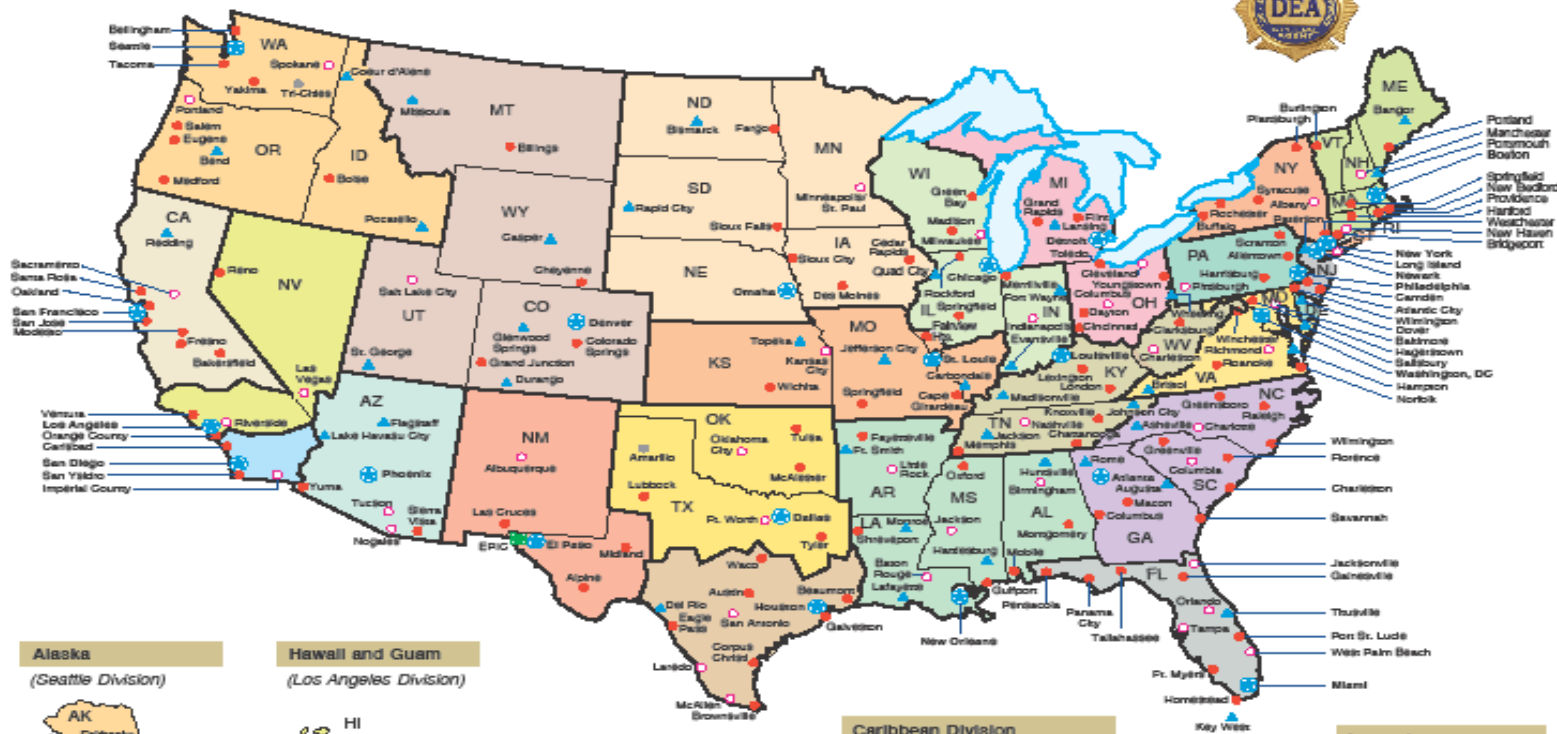 DEA
Bellingham
Seattle
Tacoma
WA
Spokane
Yakima
Tri-Cities
Coeur d'Alene
Portland
Salem
Eugene
Bend
Medford
OR
ID
Boise
Pocatello
MT
Missoula
Billings
WY
Casper
Cheyenne
ND
Bismarck
Fargo
SD
Rapid City
Sioux Falls
NE
Omaha
MN
Minneapolis/
St. Paul
IA
Sioux City
Cedar
Rapids
Quad City
Des Moines
WI
Green
Bay
Madison
Milwaukee
MI
Grand
Rapids
Flint
Lansing
Detroit
Toledo
Chicago
Rockford
Springfield
IL
Fairview
Hts.
Merrillville
Fort Wayne
IN
Indianapolis
Evansville
Cleveland
Youngstown
Columbus
OH
Dayton
Cincinnati
CA
Redding
Sacramento
Santa Rosa
Oakland
San Francisco
San Jose
Modesto
Fresno
Bakersfield
NV
Reno
Las
Vegas
UT
Salt Lake City
St. George
CO
Glenwood
Springs
Denver
Colorado
Springs
Grand Junction
Durango
KS
Topeka
Kansas
City
Wichita
MO
Jefferson City
St. Louis
Springfield
Carbondale
Cape
Girardeau
Ventura
Los Angeles
Orange County
Carlsbad
San Diego
San Ysidro
Imperial County
Riverside
AZ
Flagstaff
Lake Havasu City
Phoenix
Yuma
Tucson
Sierra
Vista
Nogales
NM
Albuquerque
Las Cruces
EPIC
El Paso
Midland
Alpine
OK
Oklahoma
City
Tulsa
McAlester
Amarillo
Lubbock
TX
Ft. Worth
Dallas
Tyler
Waco
Austin
Beaumont
Houston
Del Rio
Eagle
Pass
San Antonio
Galveston
Corpus
Christi
Laredo
McAllen
Brownsville
AR
Fayetteville
Ft. Smith
Little
Rock
LA
Monroe
Shreveport
Baton
Rouge
Lafayette
New Orleans
MS
Oxford
Jackson
Hattiesburg
Gulfport
AL
Huntsville
Birmingham
Montgomery
Mobile
TN
Memphis
Jackson
Nashville
Knoxville
Chattanooga
Johnson City
KY
Louisville
Lexington
London
Madisonville
WV
Wheeling
Clarksburg
Charleston
VA
Winchester
Richmond
Roanoke
Bristol
NC
Greensboro
Raleigh
Asheville
Charlotte
SC
Greenville
Columbia
GA
Rome
Atlanta
Augusta
Macon
Columbus
FL
Pensacola
Panama
City
Tallahassee
Orlando
Tampa
Ft. Myers
Homestead
Key West
Wilmington
Florence
Charleston
Savannah
Jacksonville
Gainesville
Titusville
Port St. Lucie
West Palm Beach
Miami
ME
Bangor
VT
NH
MA
RI
Burlington
Plattsburgh
NY
Syracuse
Albany
Rochester
Buffalo
Paterson
PA
Scranton
Allentown
Harrisburg
Pittsburgh
NJ
MD
DE
Portland
Manchester
Portsmouth
Boston
Springfield
New Bedford
Providence
Hartford
Westchester
New Haven
Bridgeport
New York
Long Island
Newark
Philadelphia
Camden
Atlantic City
Wilmington
Dover
Baltimore
Hagerstown
Salisbury
Washington, DC
Hampton
Norfolk
Alaska
(Seattle Division)
AK
Hawaii and Guam
(Los Angeles Division)
HI
Caribbean Division